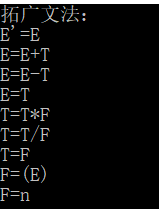 拓广文法:
E'=E
E=E+T
E=E-T
E=T
T=T*F
T=T/F
T=F
F=(E)
F=n